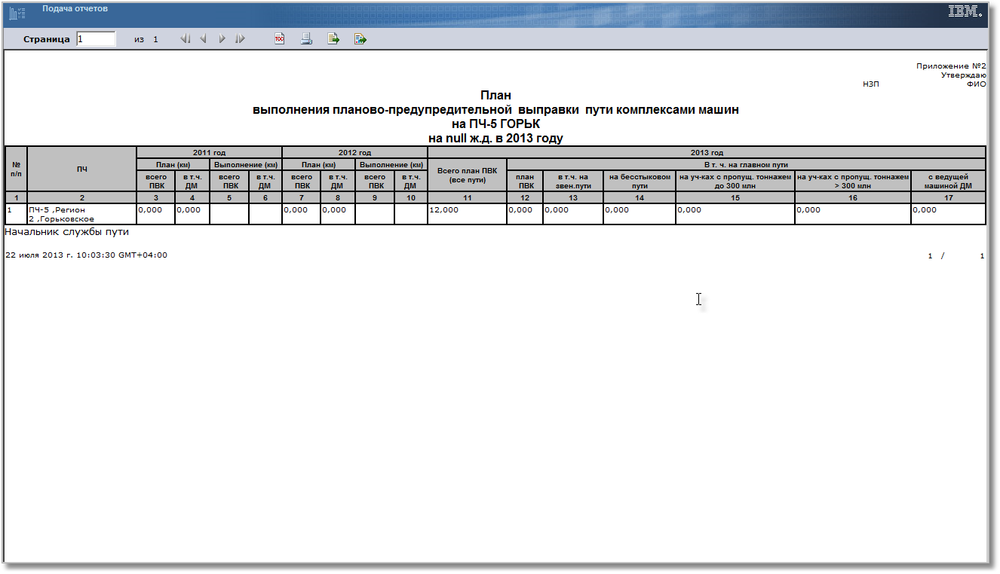 Подача отчетов
IBM.
Страница 1 из 1
TOC
Приложение №2
Утверждаю
НЗП ФИО
План
выполнения планово-предупредительной выправки пути комплексами машин
на ПЧ-5 ГОРЬК
на null ж.д. в 2013 году
№ п/п ПЧ 2011 год 2012 год 2013 год
План (км) Выполнение (км) План (км) Выполнение (км) Всего план ПВК (все пути) В т. ч. на главном пути
всего ПВК в т.ч. ДМ всего ПВК в т.ч. ДМ всего ПВК в т.ч. ДМ всего ПВК в т.ч. ДМ план ПВК в т.ч. на звен.пути на бесстыковом пути на уч-ках с пропущ. тоннажем до 300 млн на уч-ках с пропущ. тоннажем > 300 млн с ведущей машиной ДМ
1 2 3 4 5 6 7 8 9 10 11 12 13 14 15 16 17
1 ПЧ-5 ,Регион 0,000 0,000 0,000 0,000 12,000 0,000 0,000 0,000 0,000 0,000 0,000
2 ,Горьковское
Начальник службы пути
22 июля 2013 г. 10:03:30 GMT+04:00 1 / 1